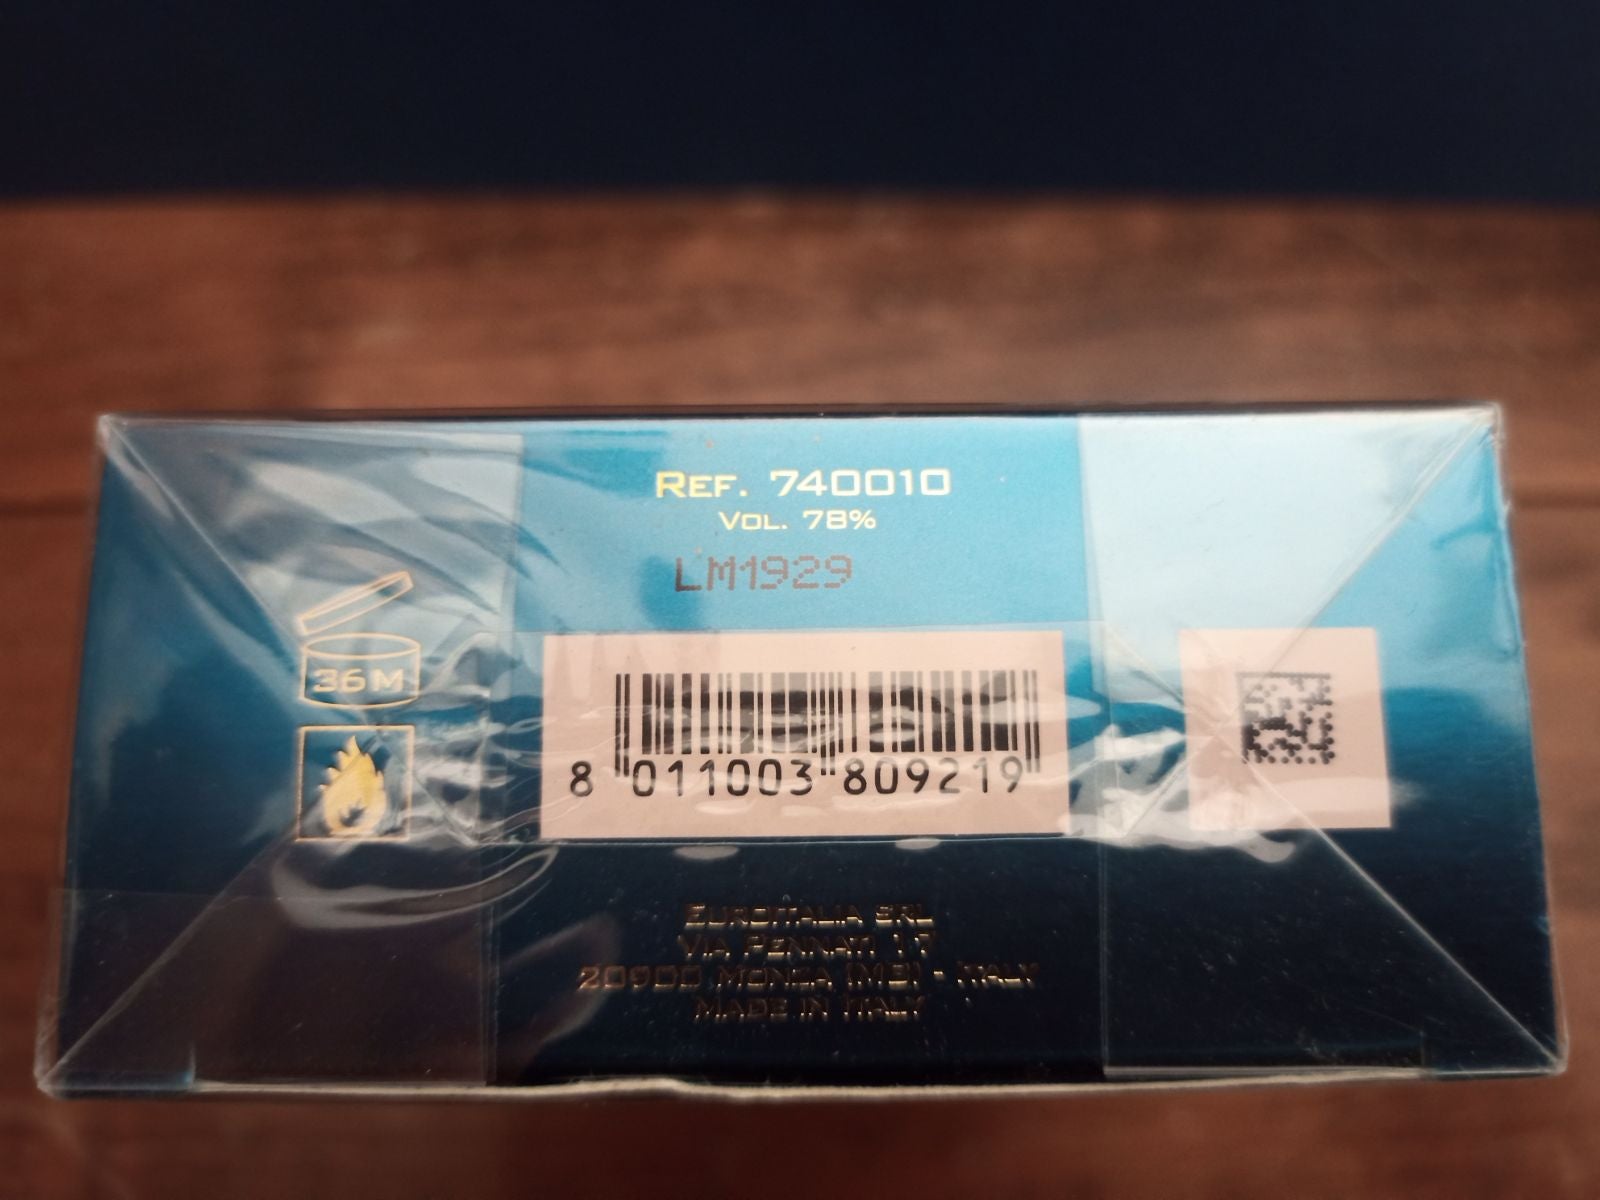 REF. 740010
VOL. 78%
LM1929
36M
8 011003 809219
EUROITALIA SRL
VIA PENNATI 17
20900 MONZA (MB) - ITALY
MADE IN ITALY